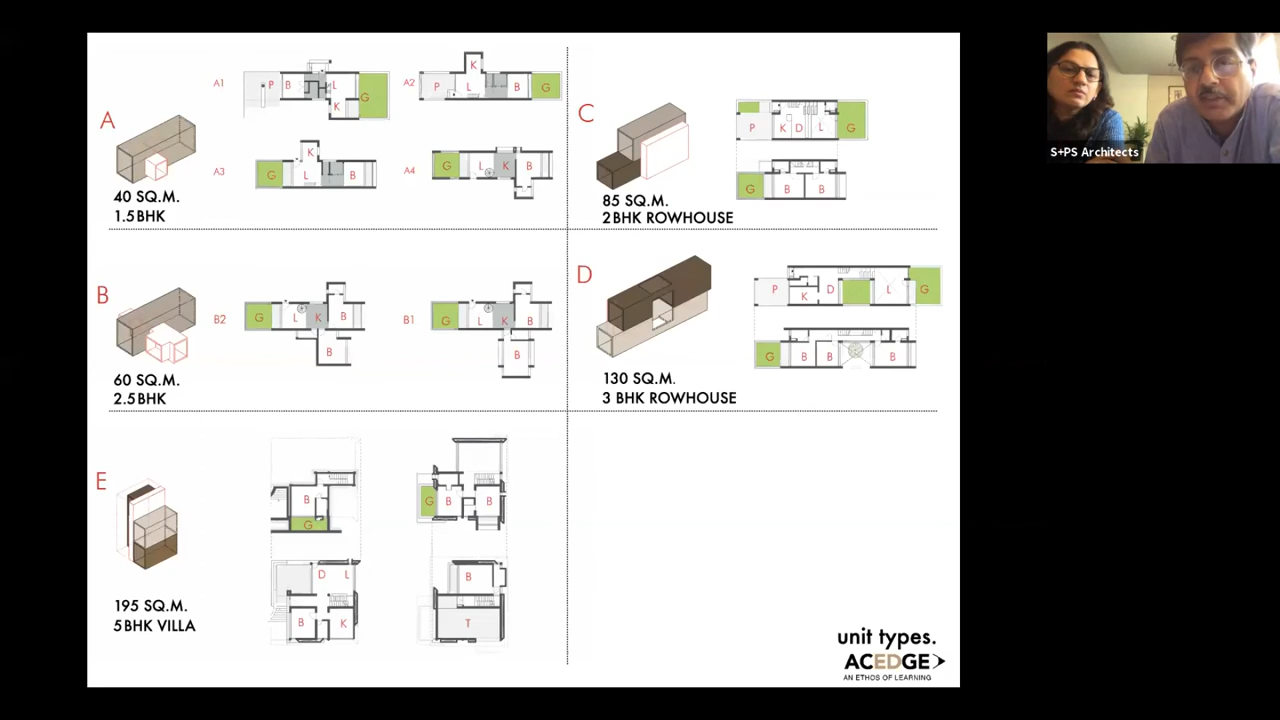 A
40 SQ.M.
1.5BHK
A1
P B L K G
A2
K
P L B G
A3
K
G L B
A4
G L K B
B
60 SQ.M.
2.5BHK
B2
G L K B
B
B1
G L K B
B
C
85 SQ.M.
2BHK ROWHOUSE
P K D L G
G B B
D
130 SQ.M.
3 BHK ROWHOUSE
P K D L G
G B B B
E
195 SQ.M.
5BHK VILLA
B
G
G B B
D L
B K
B
T
unit types.
ACEDGE
AN ETHOS OF LEARNING
S+PS Architects